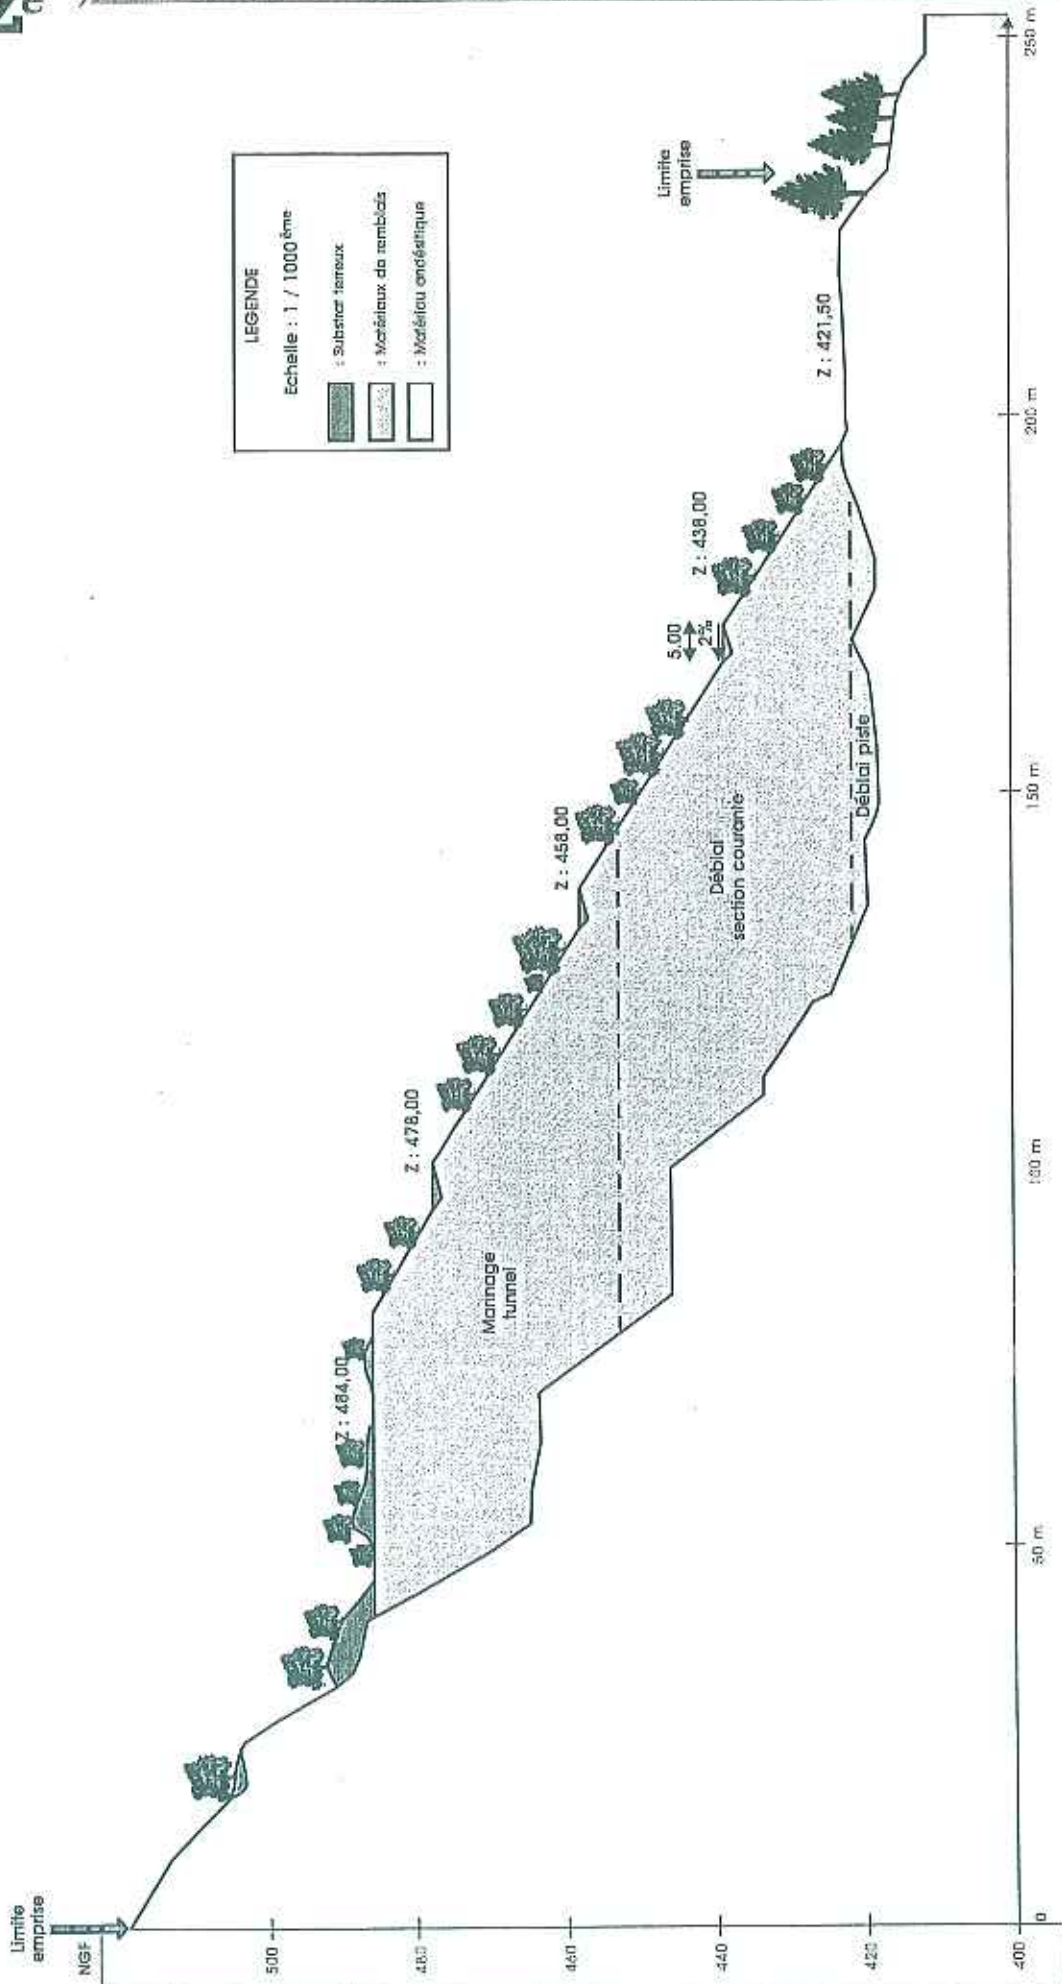 Limite
emprise
NGF
500
480
460
440
420
400
0
50 m
100 m
150 m
200 m
250 m
Z : 484,00
Z : 478,00
Z : 458,00
5.00
2%
Z : 438,00
Z : 421,50
Marinage
tunnel
Déblai
section courante
Déblai piste
Limite
emprise
LEGENDE
Echelle : 1 / 1000 ème
: Substrat terreux
: Matériaux de remblais
: Matériau andésitique